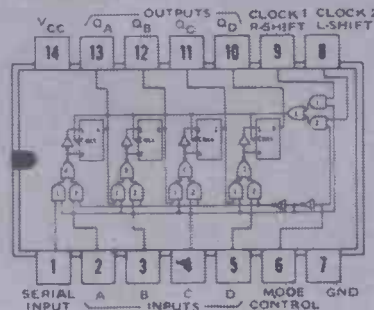 OUTPUTS CLOCK 1 CLOCK 2
VCC QA QB QC QD R-SHIFT L-SHIFT
14 13 12 11 10 9 8
1 2 3 4 5 6 7
SERIAL A B C D MODE GND
INPUT INPUTS CONTROL